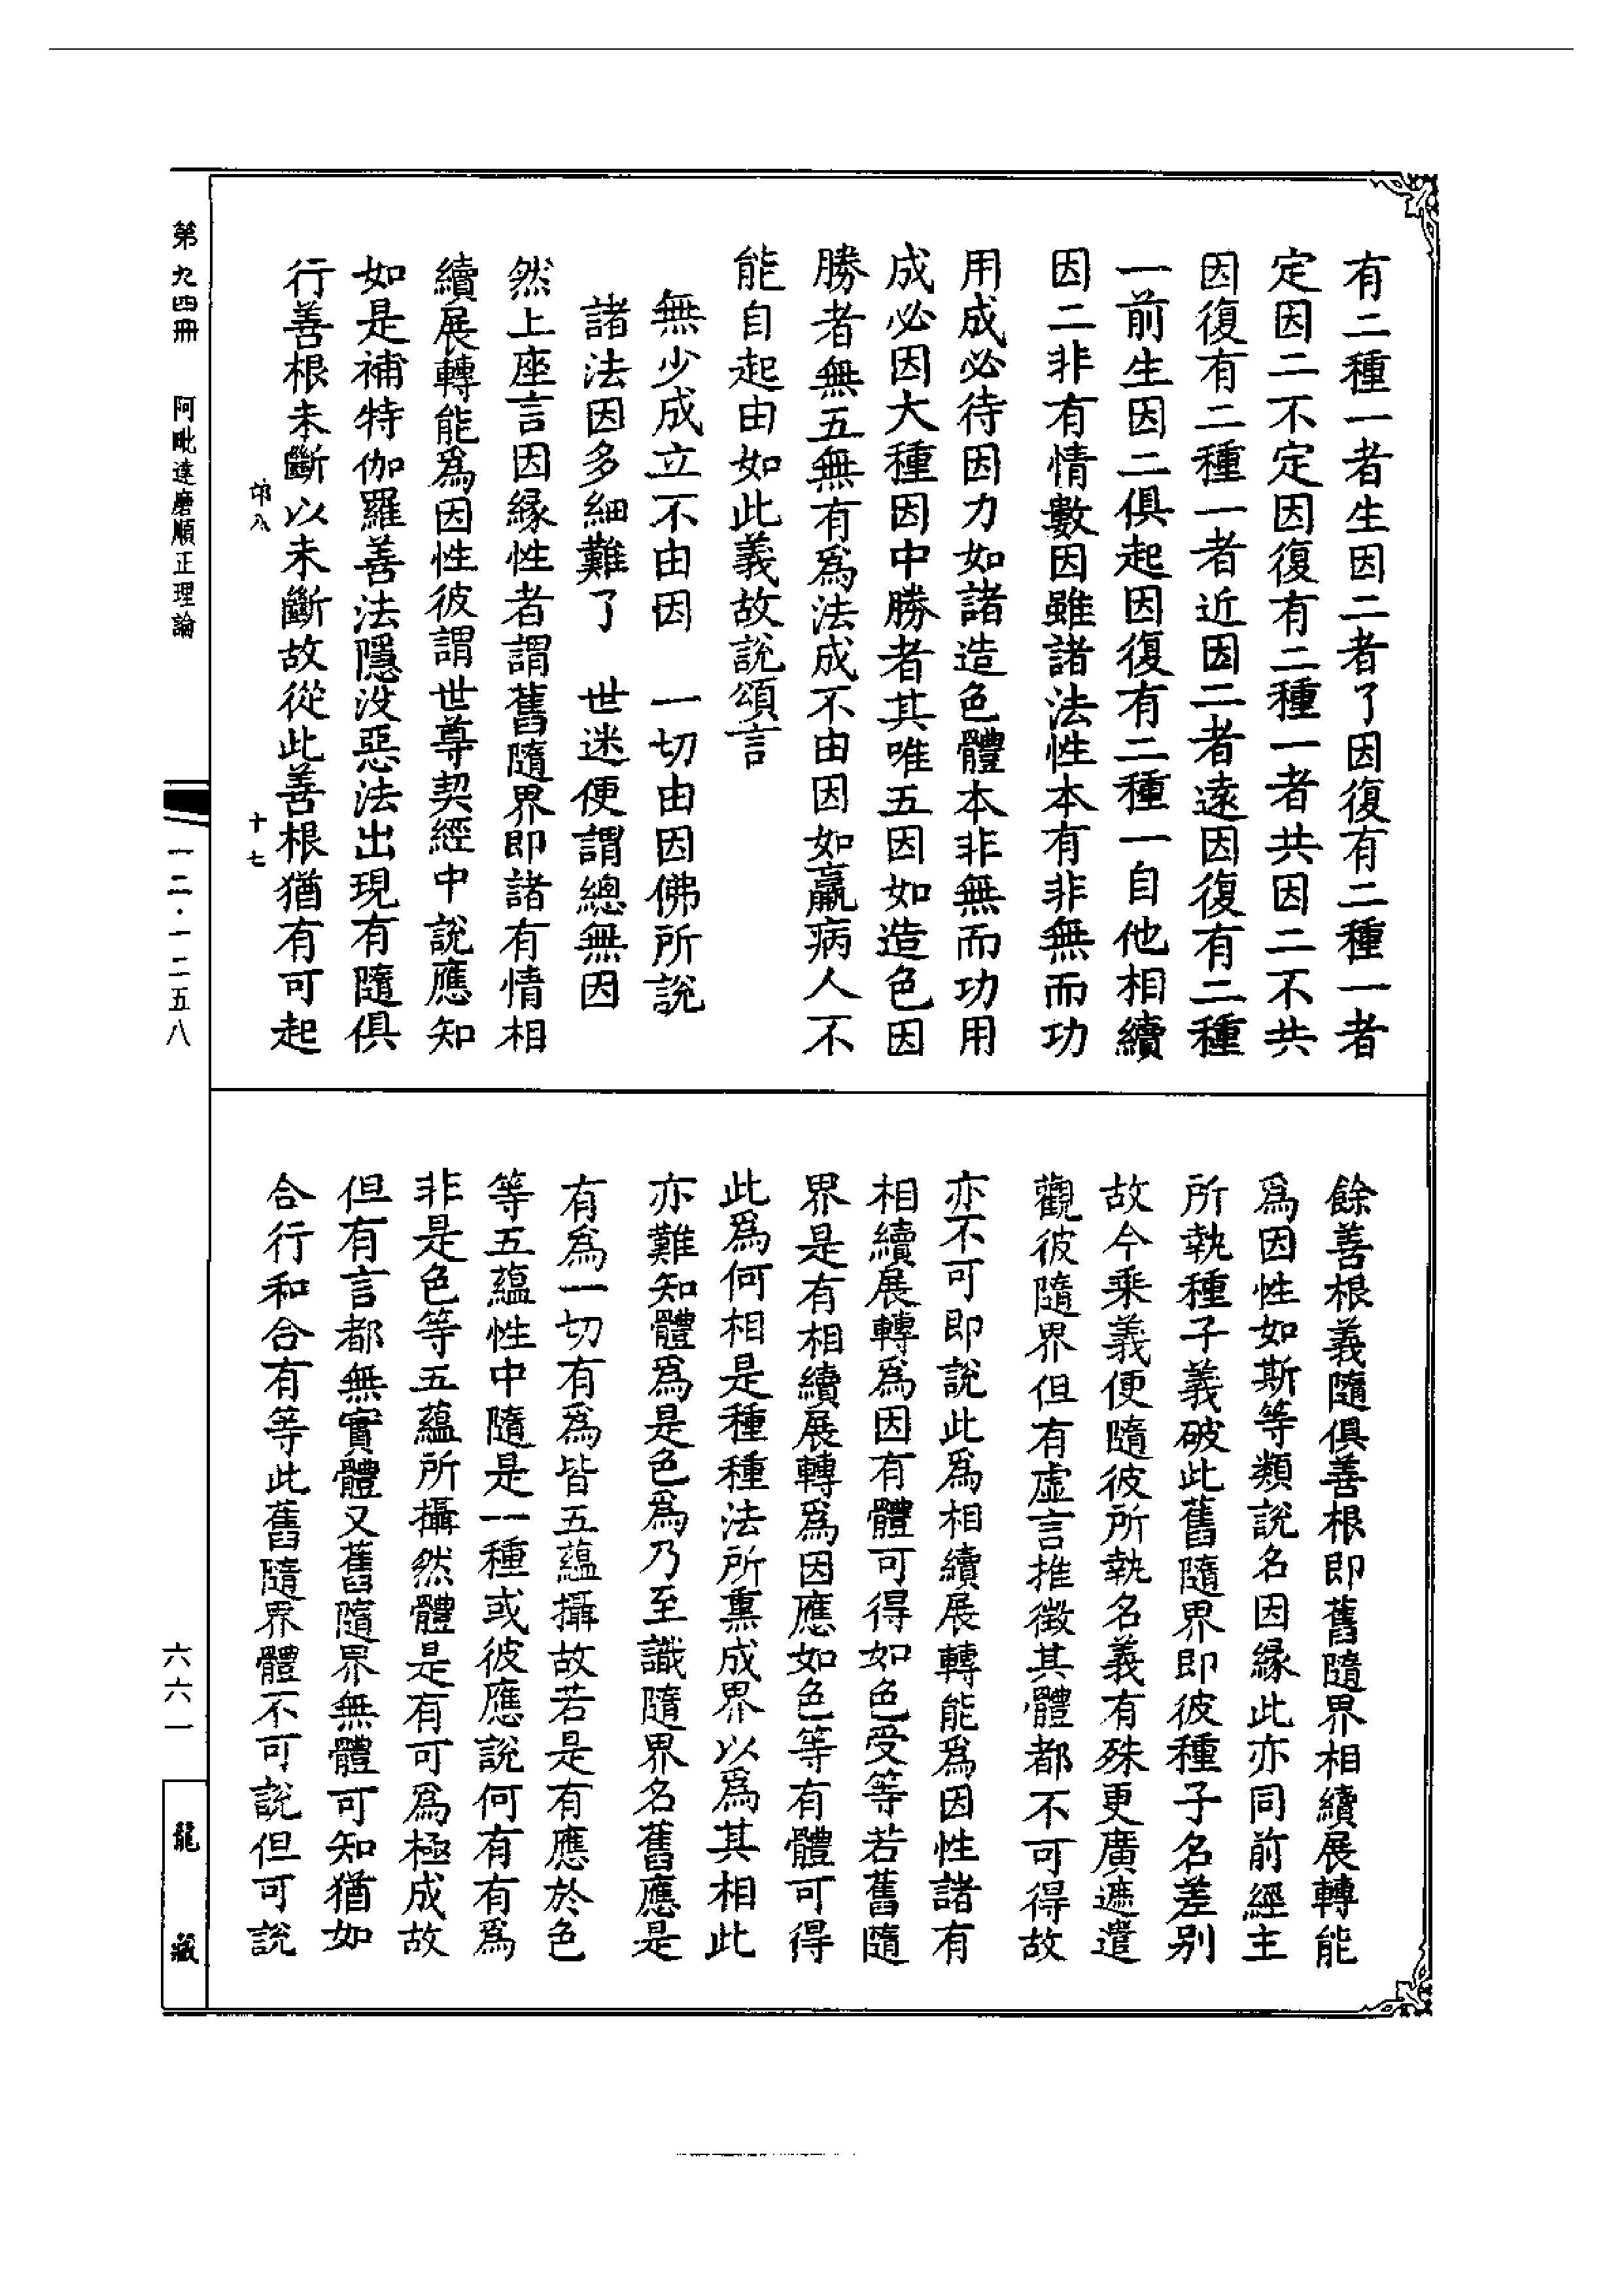 有二種一者生因二者了因復有二種一者
定因二不定因復有二種一者共因二不共
因復有二種一者近因二者遠因復有二種
一前生因二俱起因復有二種一自他相續
因二非有情數因雖諸法性本有非無而功
用成必待因力如諸造色體本非無而功用
成必因大種因中勝者其唯五因如造色因
勝者無五無有爲法成不由因如羸病人不
能自起由如此義故說頌言
無少成立不由因　一切由因佛所說
諸法因多細難了　世迷便謂總無因
然上座言因緣性者謂舊隨界即諸有情相
續展轉能爲因性彼謂世尊契經中說應知
如是補特伽羅善法隱沒惡法出現有隨俱
行善根未斷以未斷故從此善根猶有可起
餘善根義隨俱善根即舊隨界相續展轉能
爲因性如斯等類說名因緣此亦同前經主
所執種子義破此舊隨界即彼種子名差别
故今乘義便隨彼所執名義有殊更廣遮遣
觀彼隨界但有虛言推徵其體都不可得故
亦不可即說此爲相續展轉能爲因性諸有
相續展轉爲因有體可得如色受等若舊隨
界是有相續展轉爲因應如色等有體可得
此爲何相是種種法所熏成界以爲其相此
亦難知體爲是色爲乃至識隨界名舊應是
有爲一切有爲皆五蘊攝故若是有應於色
等五蘊性中隨是一種或彼應說何有有爲
非是色等五蘊所攝然體是有可爲極成故
但有言都無實體又舊隨界無體可知猶如
合行和合有等此舊隨界體不可說但可說
第九四冊　阿毗達磨順正理論
十七
一二·一二五八
六六一
龍藏